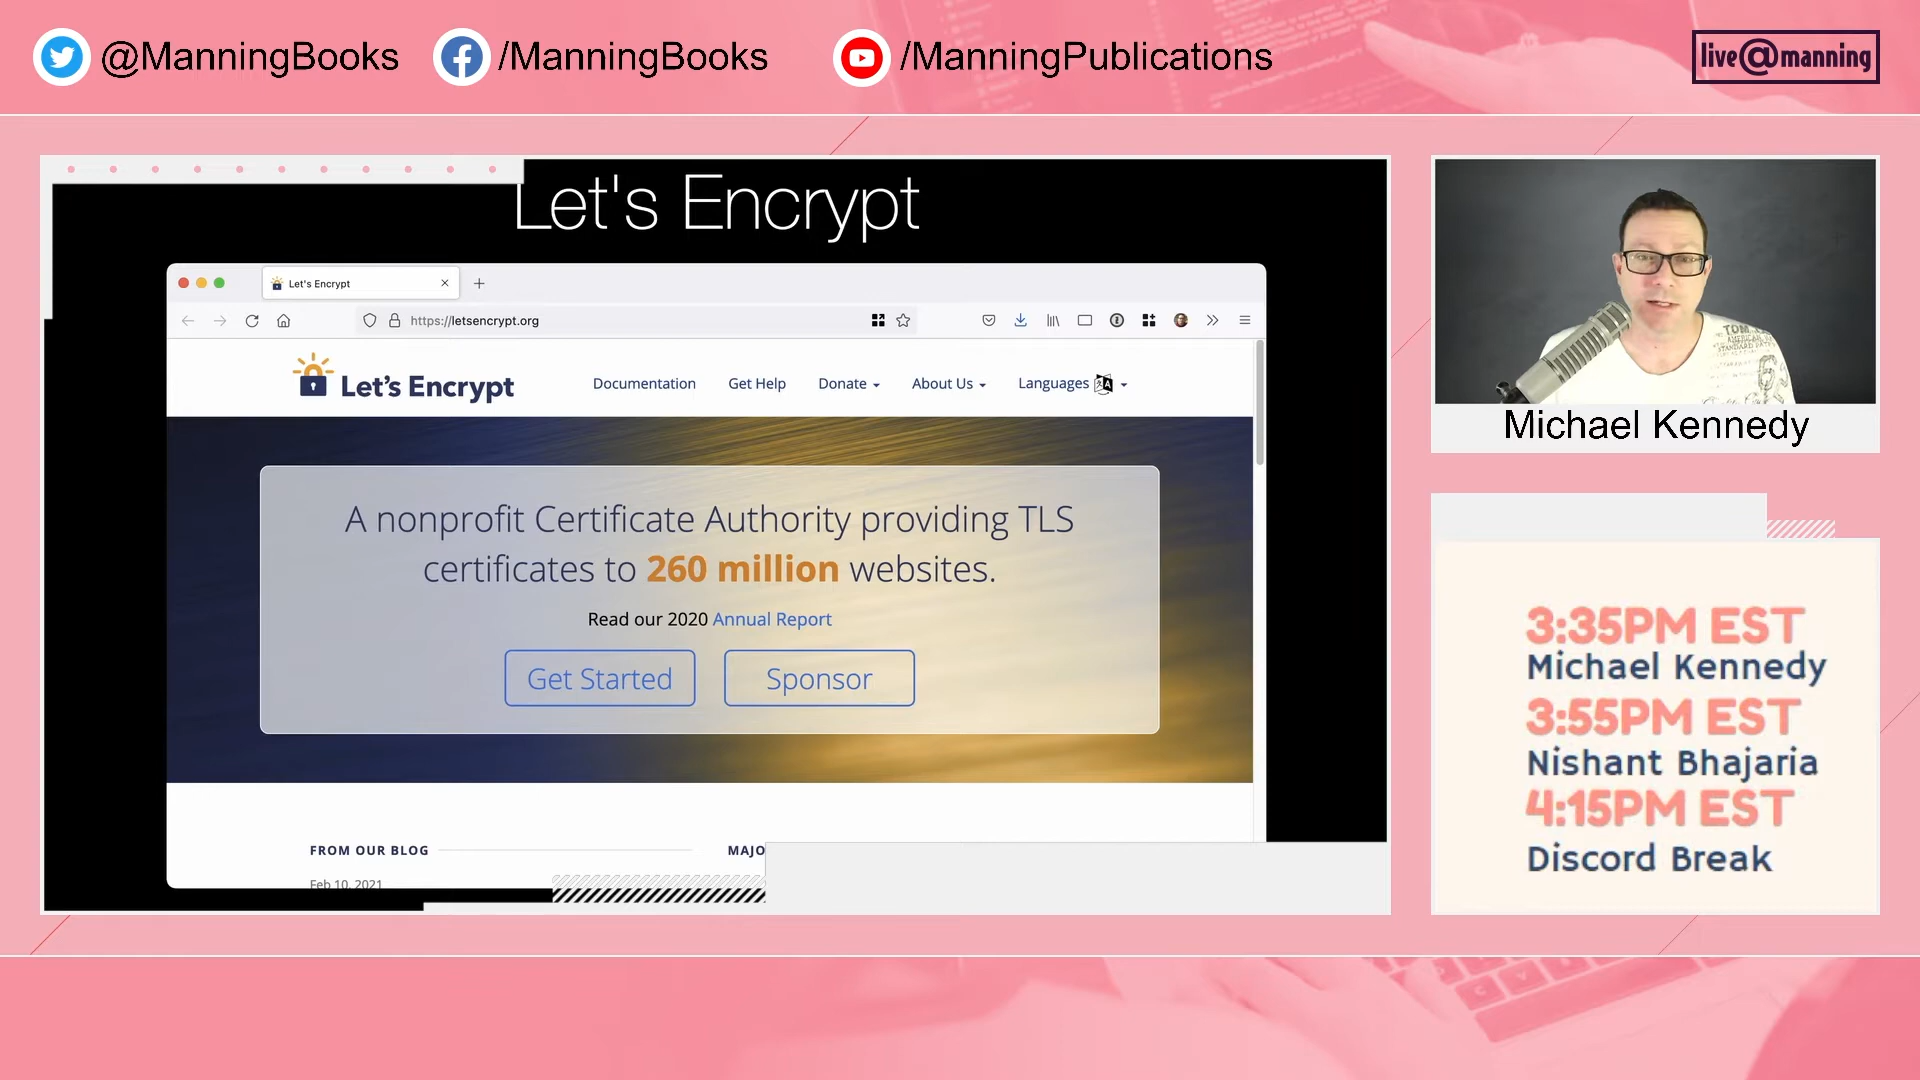 @ManningBooks
/ManningBooks
/ManningPublications
live@manning
Let's Encrypt
Let's Encrypt
https://letsencrypt.org
Let's Encrypt
Documentation
Get Help
Donate
About Us
Languages
A nonprofit Certificate Authority providing TLS
certificates to 260 million websites.
Read our 2020 Annual Report
Get Started
Sponsor
FROM OUR BLOG
MAJO
Feb 10, 2021
Michael Kennedy
3:35PM EST
Michael Kennedy
3:55PM EST
Nishant Bhajaria
4:15PM EST
Discord Break